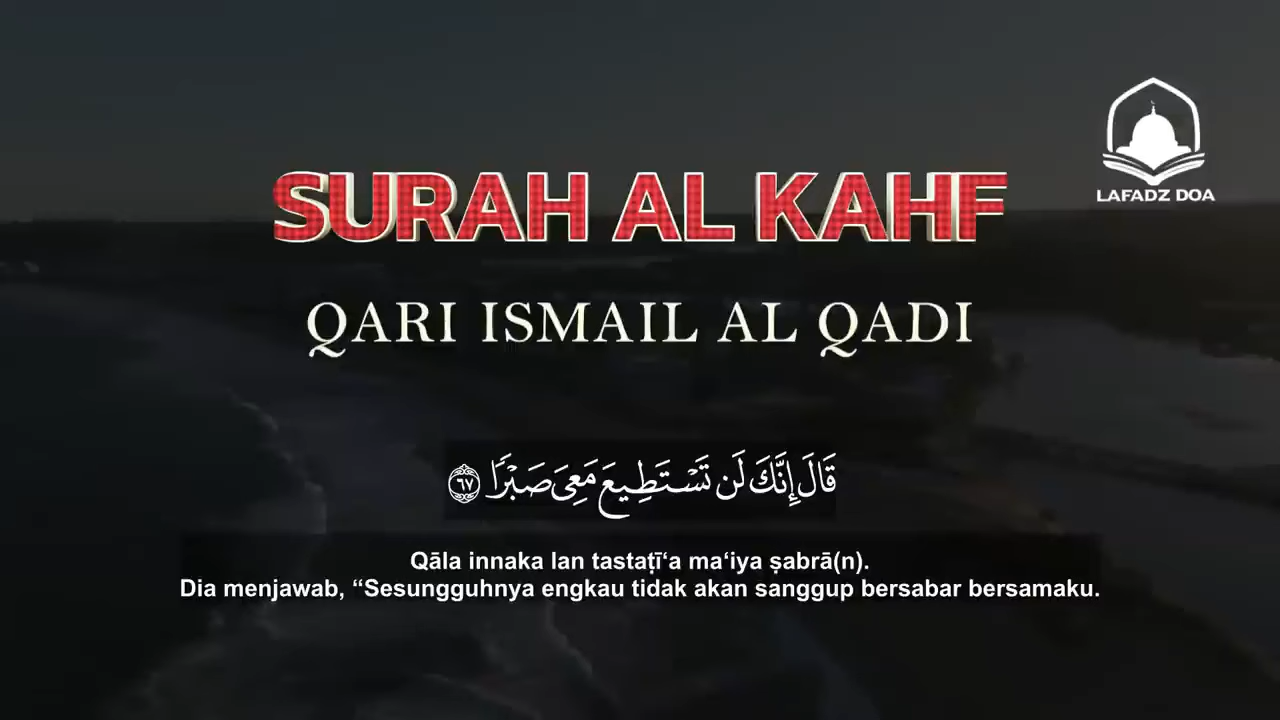 SURAH AL KAHF
LAFADZ DOA
QARI ISMAIL AL QADI
قَالَ إِنَّكَ لَن تَسْتَطِيعَ مَعِىَ صَبْرًا ٦٧
Qāla innaka lan tastaṭī‘a ma‘iya ṣabrā(n).
Dia menjawab, “Sesungguhnya engkau tidak akan sanggup bersabar bersamaku.